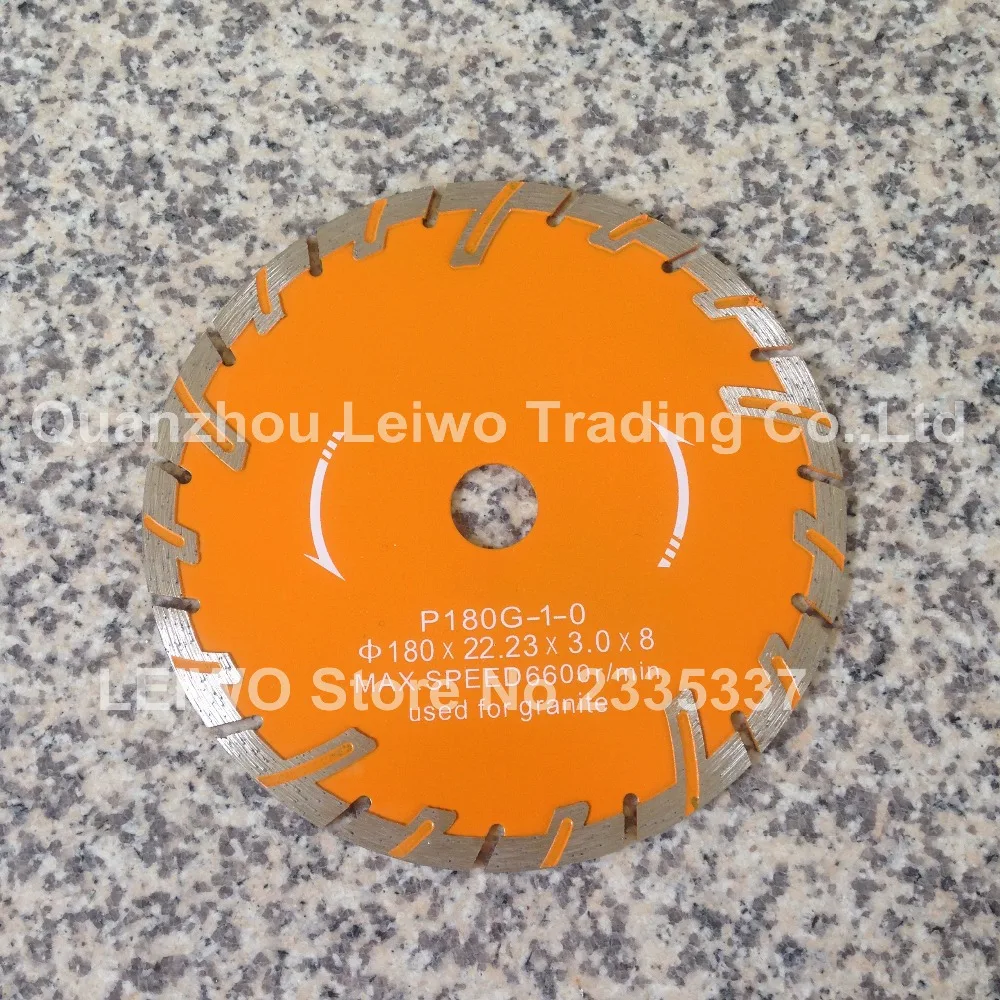 Quanzhou Leiwo Trading Co.,Ltd
P180G-1-0
Φ180 x 22.23 x 3.0 x 8
MAX.SPEED6600r/min
LEIWO Store No. 2335337
used for granite